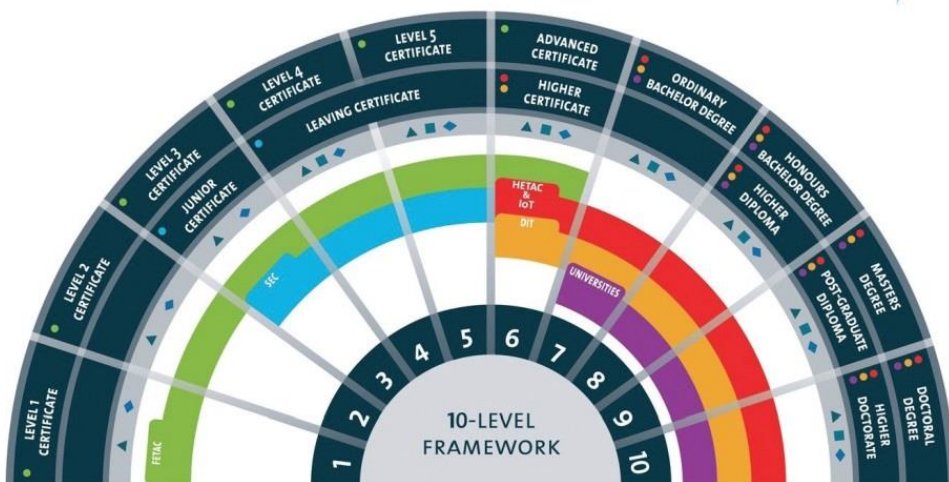 LEVEL 1
CERTIFICATE
LEVEL 2
CERTIFICATE
LEVEL 3
CERTIFICATE
LEVEL 4
CERTIFICATE
LEVEL 5
CERTIFICATE
ADVANCED
CERTIFICATE
ORDINARY
BACHELOR DEGREE
HONOURS
BACHELOR DEGREE
MASTERS
DEGREE
DOCTORAL
DEGREE
JUNIOR
CERTIFICATE
LEAVING CERTIFICATE
HIGHER
CERTIFICATE
HIGHER
DIPLOMA
POST-GRADUATE
DIPLOMA
HIGHER
DOCTORATE
FETAC
SEC
HETAC
&
IoT
DIT
UNIVERSITIES
1
2
3
4
5
6
7
8
9
10
10-LEVEL
FRAMEWORK